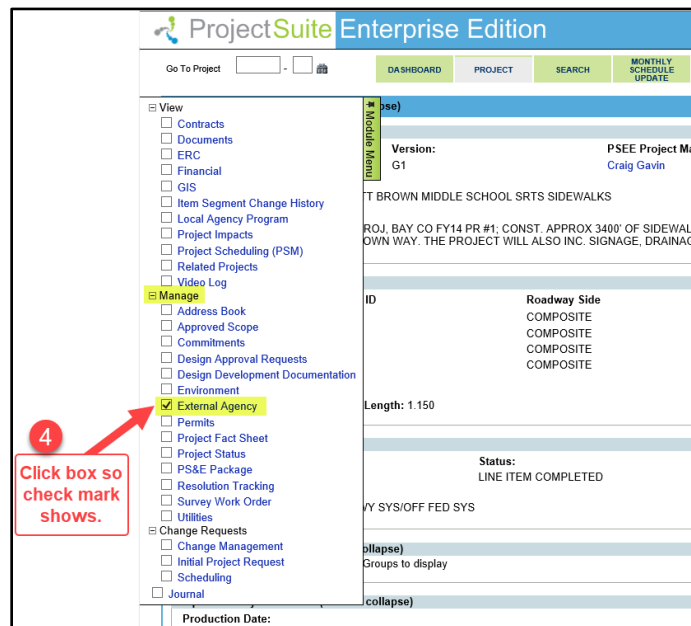 ProjectSuite Enterprise Edition
Go To Project -
DASHBOARD PROJECT SEARCH MONTHLY SCHEDULE UPDATE
View
Contracts
Documents
ERC
Financial
GIS
Item Segment Change History
Local Agency Program
Project Impacts
Project Scheduling (PSM)
Related Projects
Video Log
Manage
Address Book
Approved Scope
Commitments
Design Approval Requests
Design Development Documentation
Environment
External Agency
Permits
Project Fact Sheet
Project Status
PS&E Package
Resolution Tracking
Survey Work Order
Utilities
Change Requests
Change Management
Initial Project Request
Scheduling
Journal
Module Menu
4
Click box so
check mark
shows.
pse)
Version: PSEE Project Ma
G1 Craig Gavin
TT BROWN MIDDLE SCHOOL SRTS SIDEWALKS
ROJ, BAY CO FY14 PR #1; CONST. APPROX 3400' OF SIDEWAL
OWN WAY. THE PROJECT WILL ALSO INC. SIGNAGE, DRAINAG
ID Roadway Side
COMPOSITE
COMPOSITE
COMPOSITE
COMPOSITE
Length: 1.150
Status:
LINE ITEM COMPLETED
WY SYS/OFF FED SYS
ollapse)
Groups to display
collapse)
Production Date: